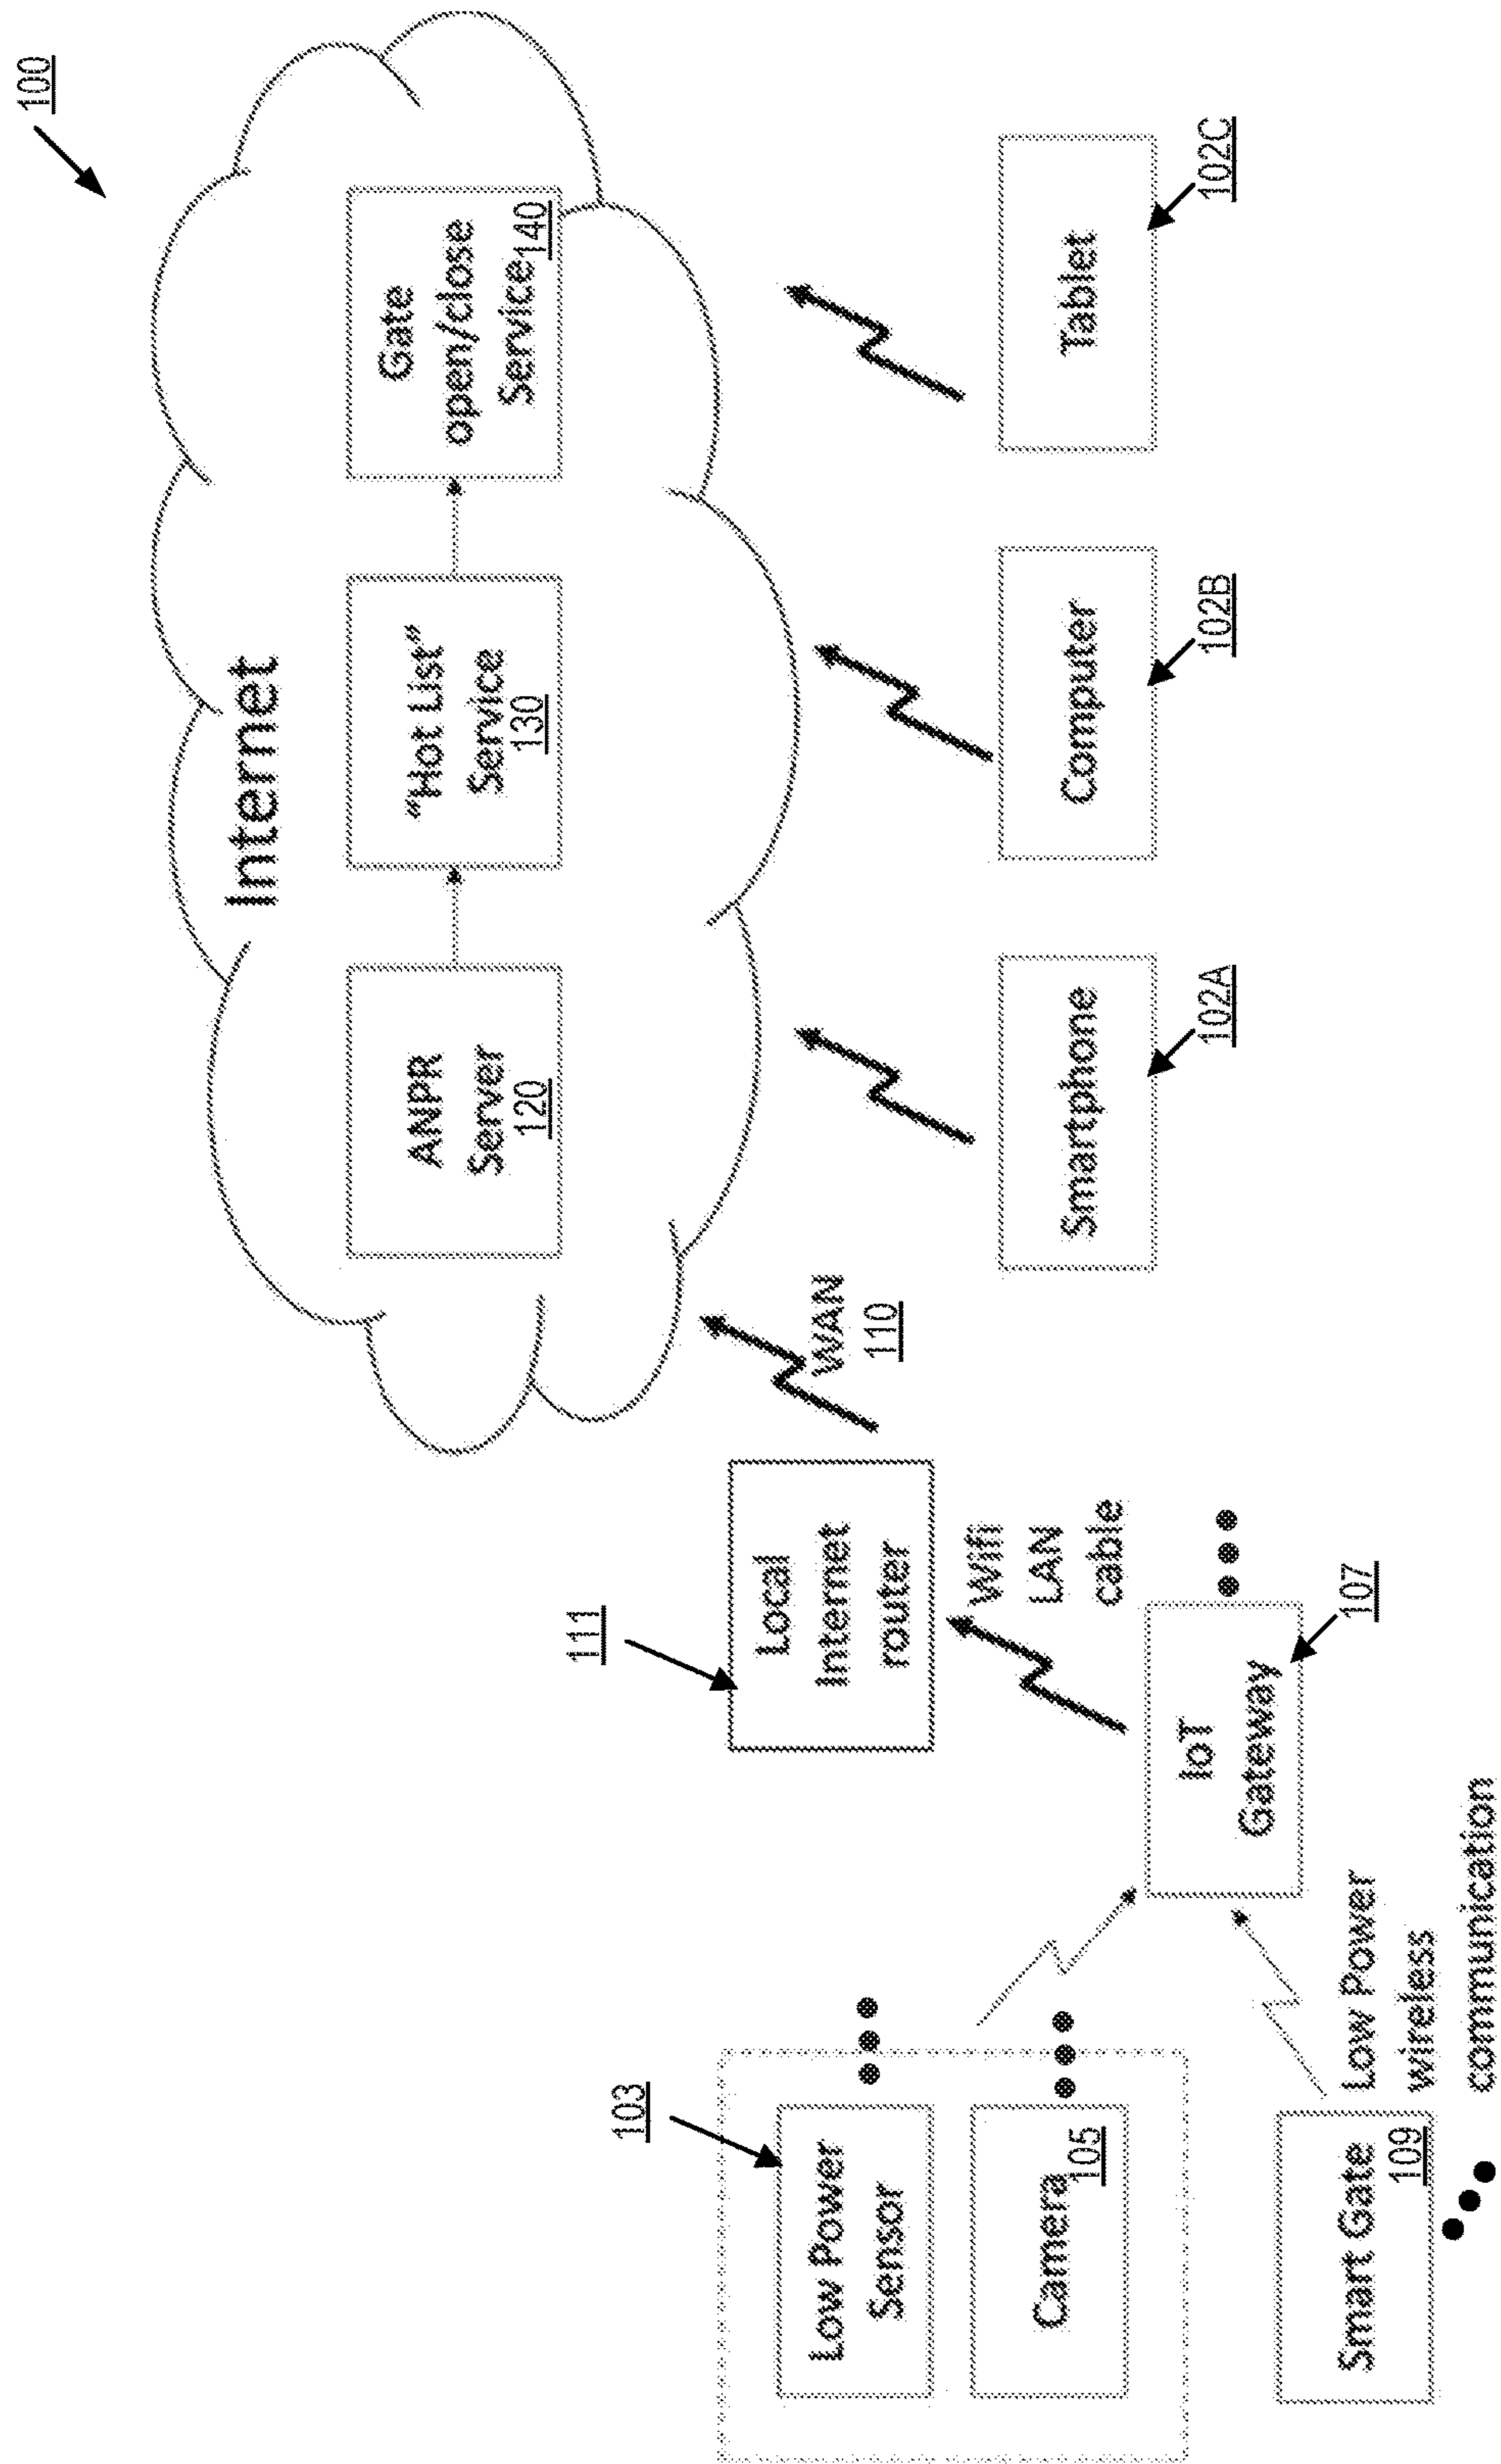 100
Internet
ANPR
Server
120
“Hot List”
Service
130
Gate
open/close
Service
140
111
Local
Internet
router
WAN
110
Smartphone
102A
Computer
102B
Tablet
102C
103
Low Power
Sensor
Camera
105
Wifi
LAN
cable
IoT
Gateway
107
Smart Gate
109
Low Power
wireless
communication